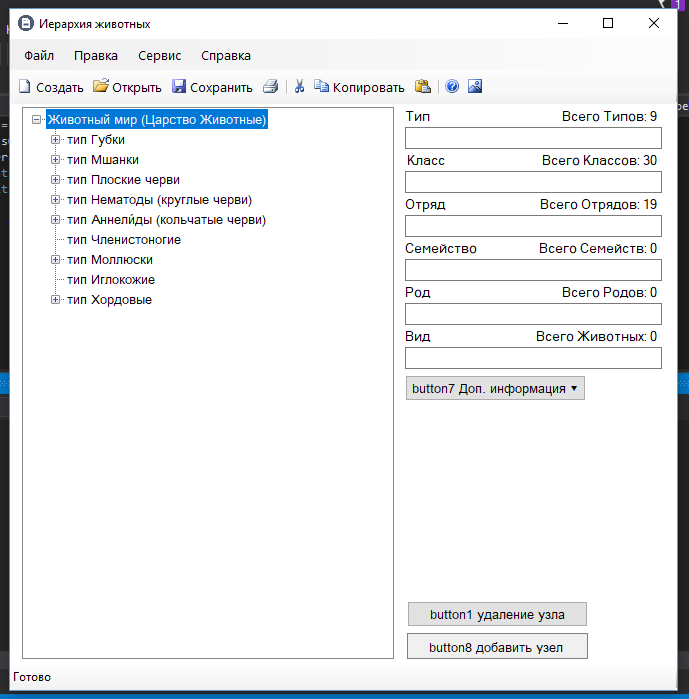 Иерархия животных
Файл Правка Сервис Справка
Создать Открыть Сохранить Копировать
Животный мир (Царство Животные)
тип Губки
тип Мшанки
тип Плоские черви
тип Нематоды (круглые черви)
тип Аннели́ды (кольчатые черви)
тип Членистоногие
тип Моллюски
тип Иглокожие
тип Хордовые
Тип Всего Типов: 9
Класс Всего Классов: 30
Отряд Всего Отрядов: 19
Семейство Всего Семейств: 0
Род Всего Родов: 0
Вид Всего Животных: 0
button7 Доп. информация
button1 удаление узла
button8 добавить узел
Готово